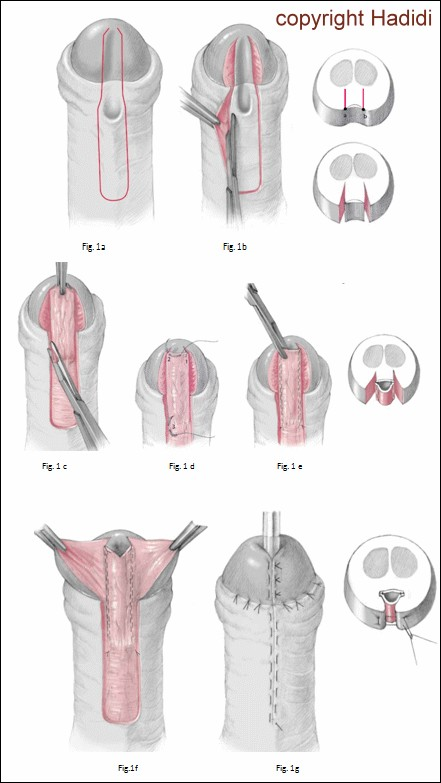 copyright Hadidi
Fig. 1a
Fig. 1b
Fig. 1 c
Fig. 1 d
Fig. 1 e
Fig.1f
Fig. 1g